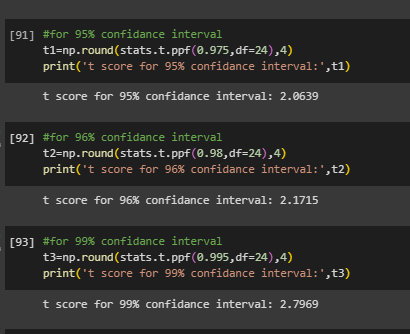 [91] #for 95% confidance interval
t1=np.round(stats.t.ppf(0.975,df=24),4)
print('t score for 95% confidance interval:',t1)
t score for 95% confidance interval: 2.0639
[92] #for 96% confidance interval
t2=np.round(stats.t.ppf(0.98,df=24),4)
print('t score for 96% confidance interval:',t2)
t score for 96% confidance interval: 2.1715
[93] #for 99% confidance interval
t3=np.round(stats.t.ppf(0.995,df=24),4)
print('t score for 99% confidance interval:',t3)
t score for 99% confidance interval: 2.7969